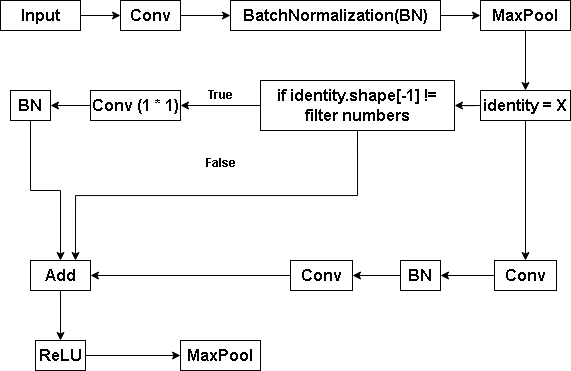 Input
Conv
BatchNormalization(BN)
MaxPool
BN
Conv (1 * 1)
True
if identity.shape[-1] !=
filter numbers
identity = X
False
Add
Conv
BN
Conv
ReLU
MaxPool